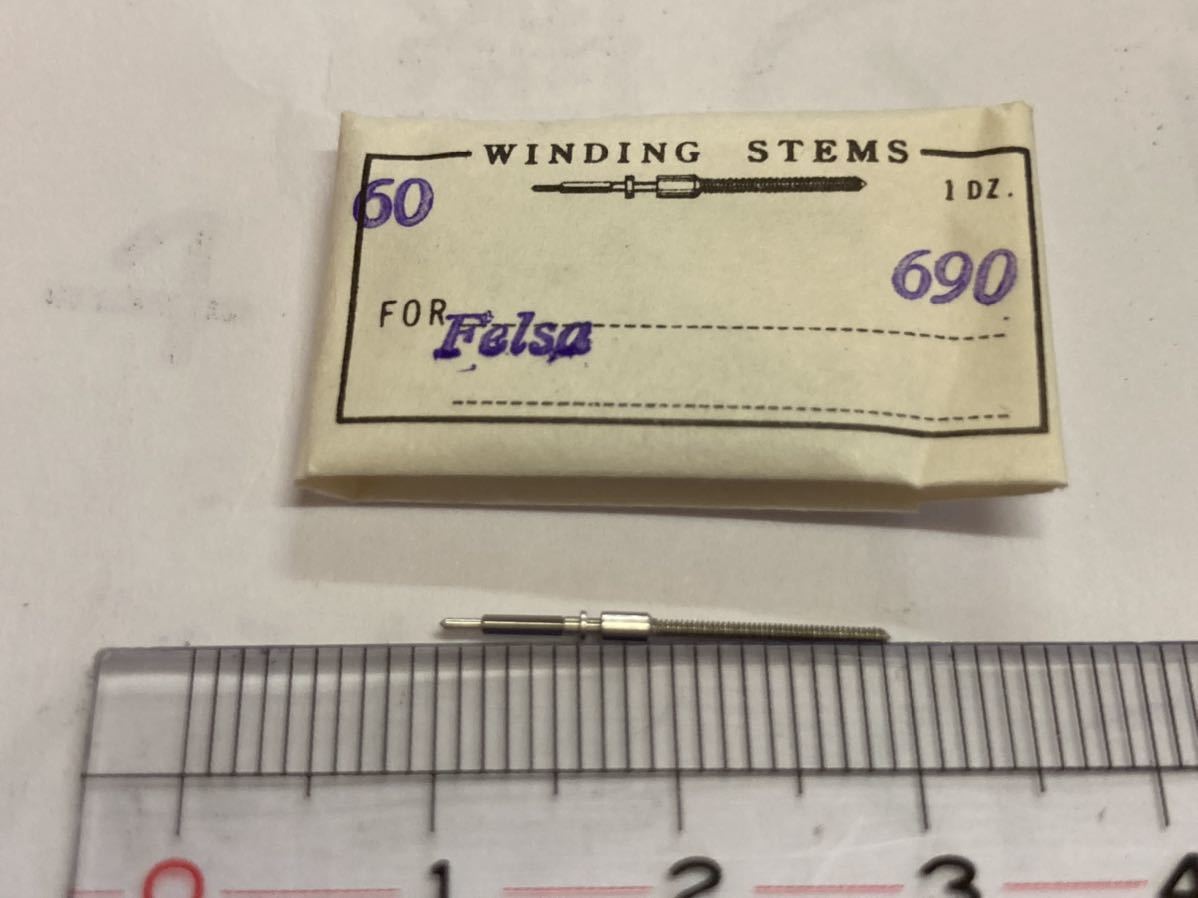 WINDING STEMS
60
1 DZ.
690
FOR Felsa
0 1 2 3 4